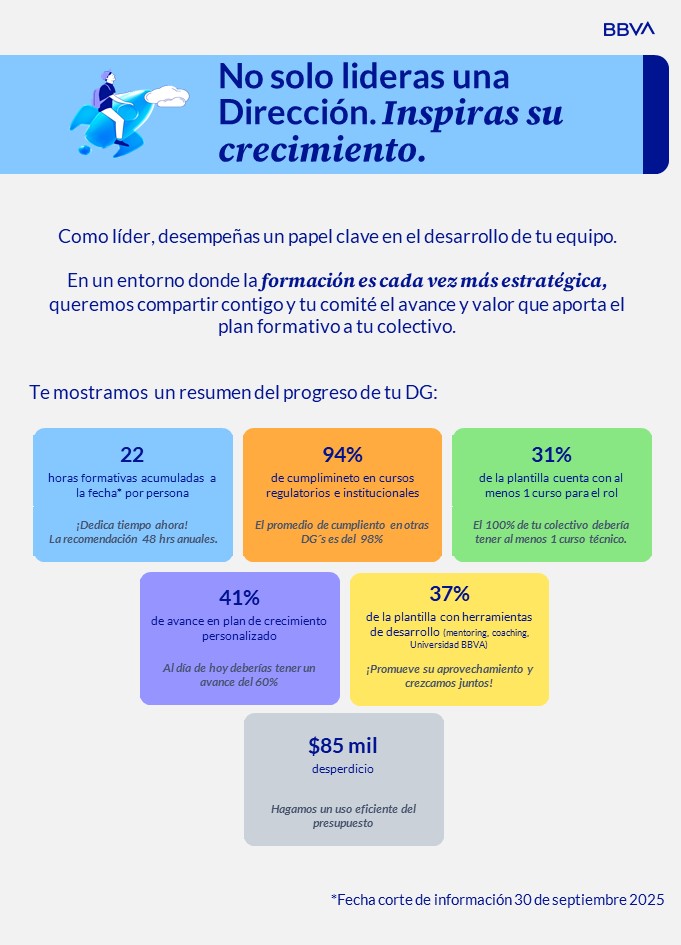 BBVA
No solo lideras una
Dirección. Inspiras su
crecimiento.
Como líder, desempeñas un papel clave en el desarrollo de tu equipo.
En un entorno donde la formación es cada vez más estratégica,
queremos compartir contigo y tu comité el avance y valor que aporta el
plan formativo a tu colectivo.
Te mostramos un resumen del progreso de tu DG:
22
horas formativas acumuladas a
la fecha* por persona
¡Dedica tiempo ahora!
La recomendación 48 hrs anuales.
94%
de cumplimineto en cursos
regulatorios e institucionales
El promedio de cumpliento en otras
DG´s es del 98%
31%
de la plantilla cuenta con al
menos 1 curso para el rol
El 100% de tu colectivo debería
tener al menos 1 curso técnico.
41%
de avance en plan de crecimiento
personalizado
Al día de hoy deberías tener un
avance del 60%
37%
de la plantilla con herramientas
de desarrollo (mentoring, coaching,
Universidad BBVA)
¡Promueve su aprovechamiento y
crezcamos juntos!
$85 mil
desperdicio
Hagamos un uso eficiente del
presupuesto
*Fecha corte de información 30 de septiembre 2025